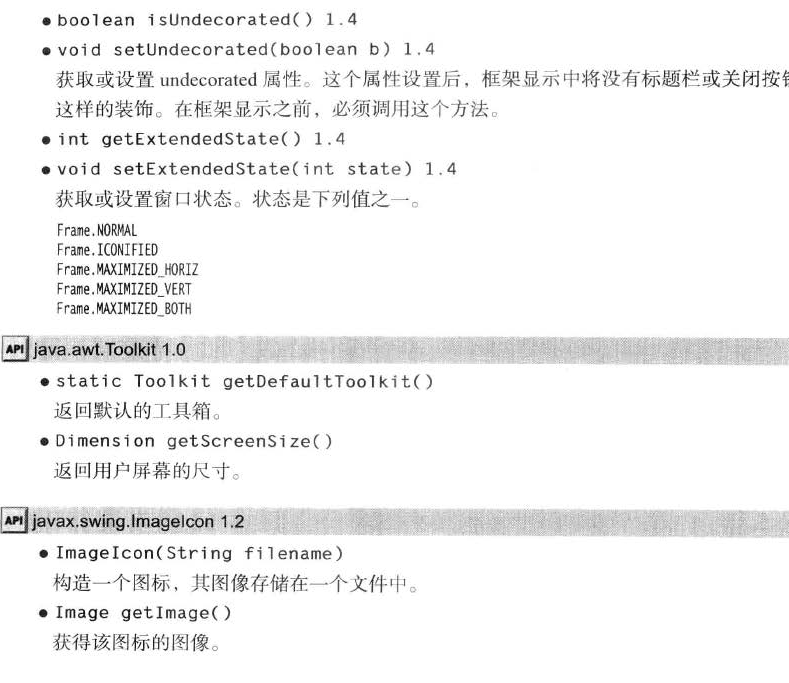 ● boolean isUndecorated() 1.4
● void setUndecorated(boolean b) 1.4
获取或设置 undecorated 属性。这个属性设置后，框架显示中将没有标题栏或关闭按钮
这样的装饰。在框架显示之前，必须调用这个方法。
● int getExtendedState() 1.4
● void setExtendedState(int state) 1.4
获取或设置窗口状态。状态是下列值之一。
Frame.NORMAL
Frame.ICONIFIED
Frame.MAXIMIZED_HORIZ
Frame.MAXIMIZED_VERT
Frame.MAXIMIZED_BOTH
API java.awt.Toolkit 1.0
● static Toolkit getDefaultToolkit()
返回默认的工具箱。
● Dimension getScreenSize()
返回用户屏幕的尺寸。
API javax.swing.ImageIcon 1.2
● ImageIcon(String filename)
构造一个图标，其图像存储在一个文件中。
● Image getImage()
获得该图标的图像。